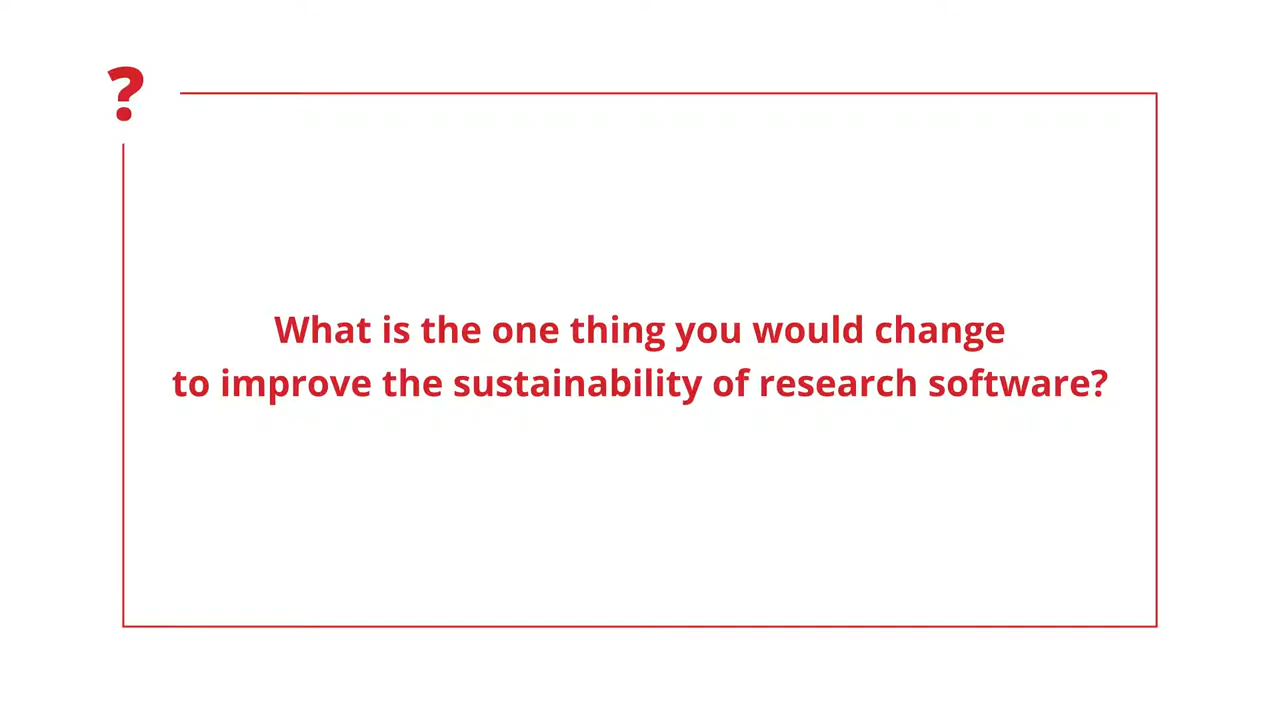 ?
What is the one thing you would change
to improve the sustainability of research software?